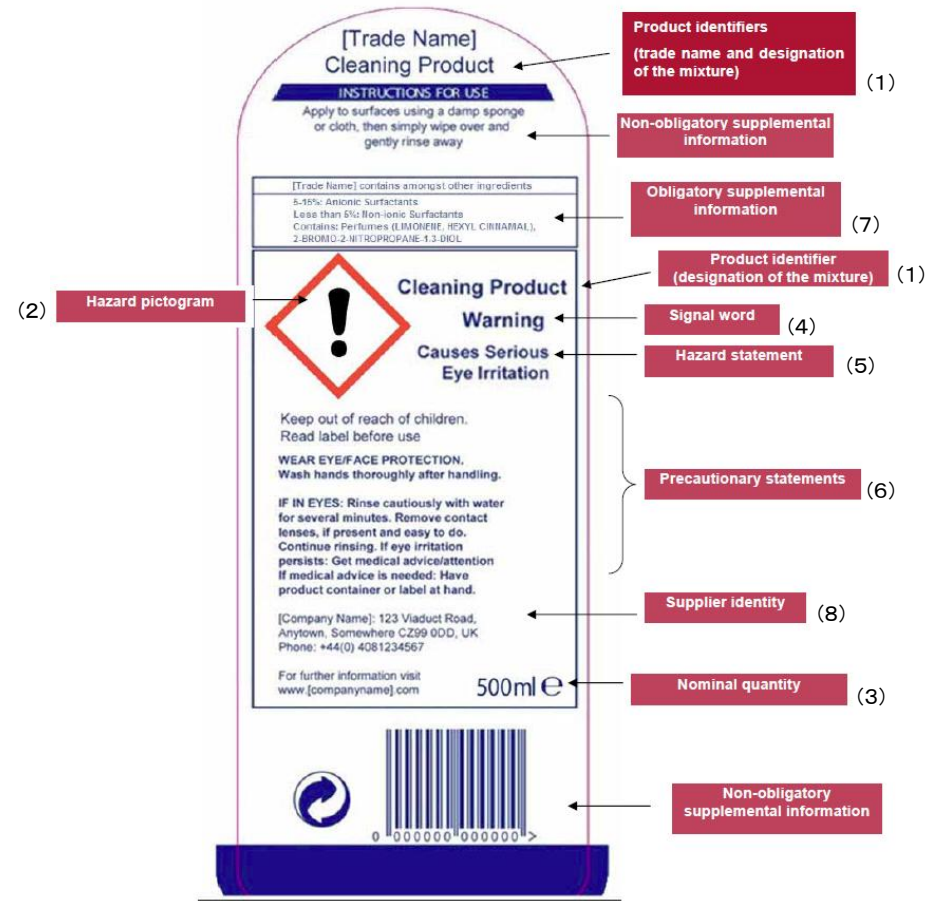 [Trade Name]
Cleaning Product
INSTRUCTIONS FOR USE
Apply to surfaces using a damp sponge
or cloth, then simply wipe over and
gently rinse away
Product identifiers
(trade name and designation
of the mixture)
(1)
Non-obligatory supplemental
information
[Trade Name] contains amongst other ingredients
5-15%: Anionic Surfactants
Less than 5%: Non-ionic Surfactants
Contains: Perfumes (LIMONENE, HEXYL CINNAMAL),
2-BROMO-2-NITROPROPANE-1,3-DIOL
Obligatory supplemental
information
(7)
Product identifier
(designation of the mixture)
(1)
(2)
Hazard pictogram
Cleaning Product
Warning
Signal word
(4)
Causes Serious
Eye Irritation
Hazard statement
(5)
Keep out of reach of children.
Read label before use
WEAR EYE/FACE PROTECTION.
Wash hands thoroughly after handling.
IF IN EYES: Rinse cautiously with water
for several minutes. Remove contact
lenses, if present and easy to do.
Continue rinsing. If eye irritation
persists: Get medical advice/attention
If medical advice is needed: Have
product container or label at hand.
Precautionary statements
(6)
[Company Name]: 123 Viaduct Road,
Anytown, Somewhere CZ99 0DD, UK
Phone: +44(0) 4081234567
Supplier identity
(8)
For further information visit
www.[companyname].com
500ml ℮
Nominal quantity
(3)
0 000000 000000 >
Non-obligatory
supplemental information